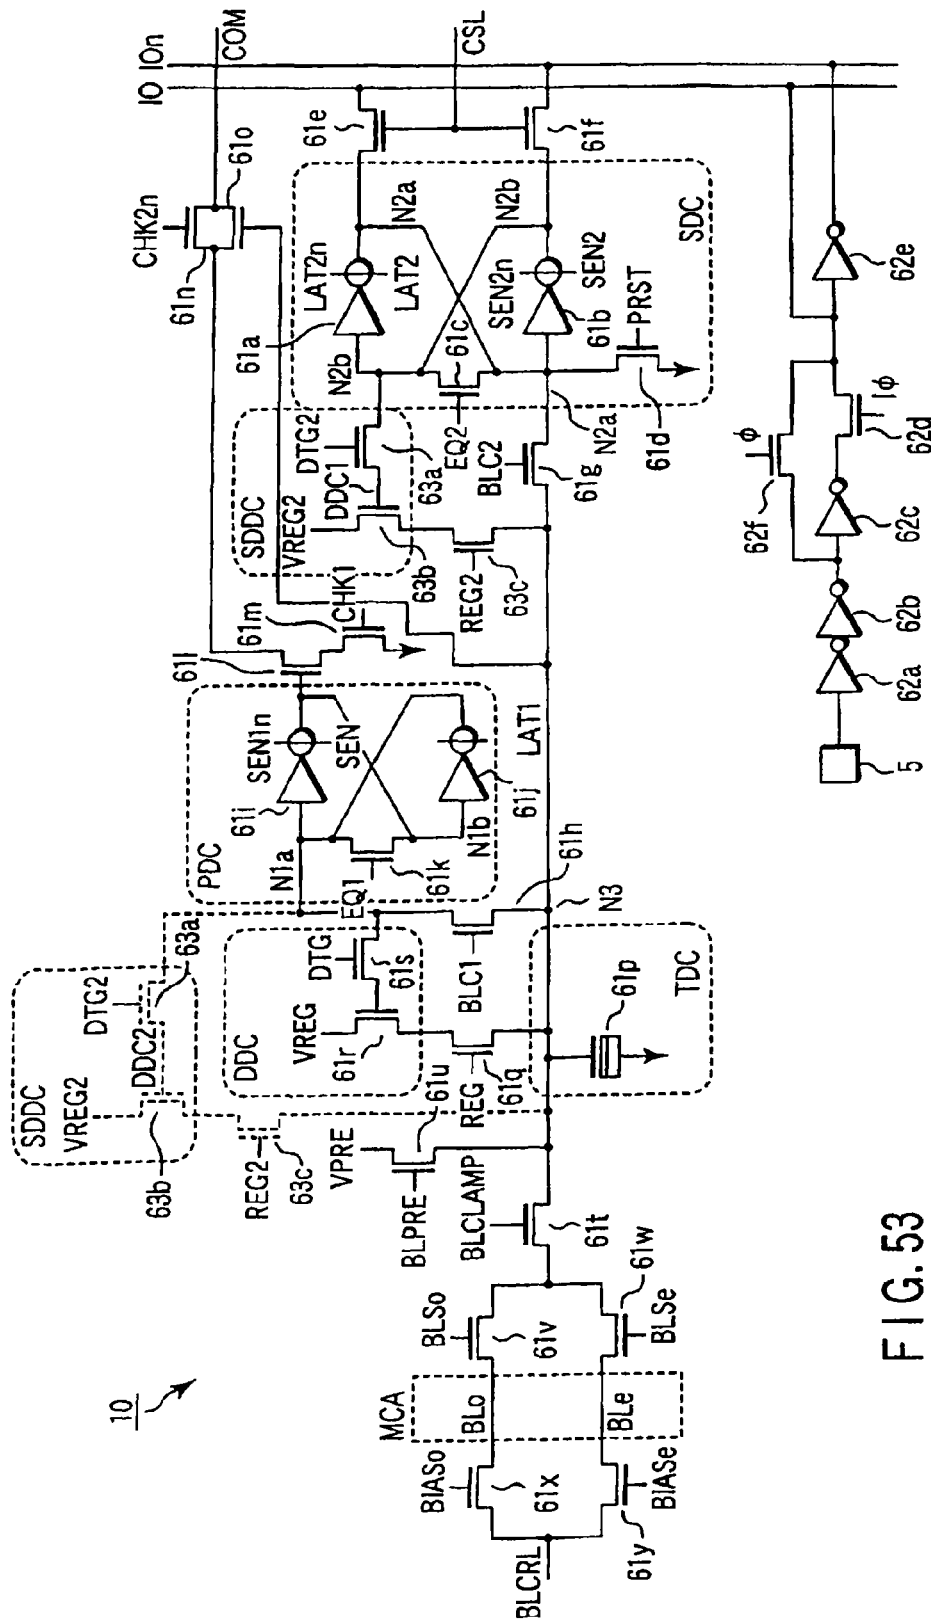 10
SDDC
VREG2
DTG2
DDC2
63a
63b
REG2
63c
VPRE
BLPRE
61u
BLCLAMP
61t
BLSo
61v
MCA
BLo
BLe
BIASo
61x
BLCRL
BIASe
61y
BLSe
61w
DDC
VREG
DTG
61s
61r
REG
61q
TDC
61p
BLC1
61h
N3
PDC
N1a
61i
SEN1n
SEN
EQ1
61k
N1b
61j
LAT1
61l
61m
CHK1
CHK2n
61n
61o
COM
SDDC
VREG2
DTG2
DDC1
63a
63b
REG2
63c
BLC2
61g
N2a
SDC
61a
N2b
LAT2n
LAT2
N2a
EQ2
61c
SEN2n
SEN2
61b
N2b
PRST
61d
61e
61f
CSL
IO
IOn
5
62a
62b
62c
62d
Iϕ
ϕ
62f
62e
FIG.53